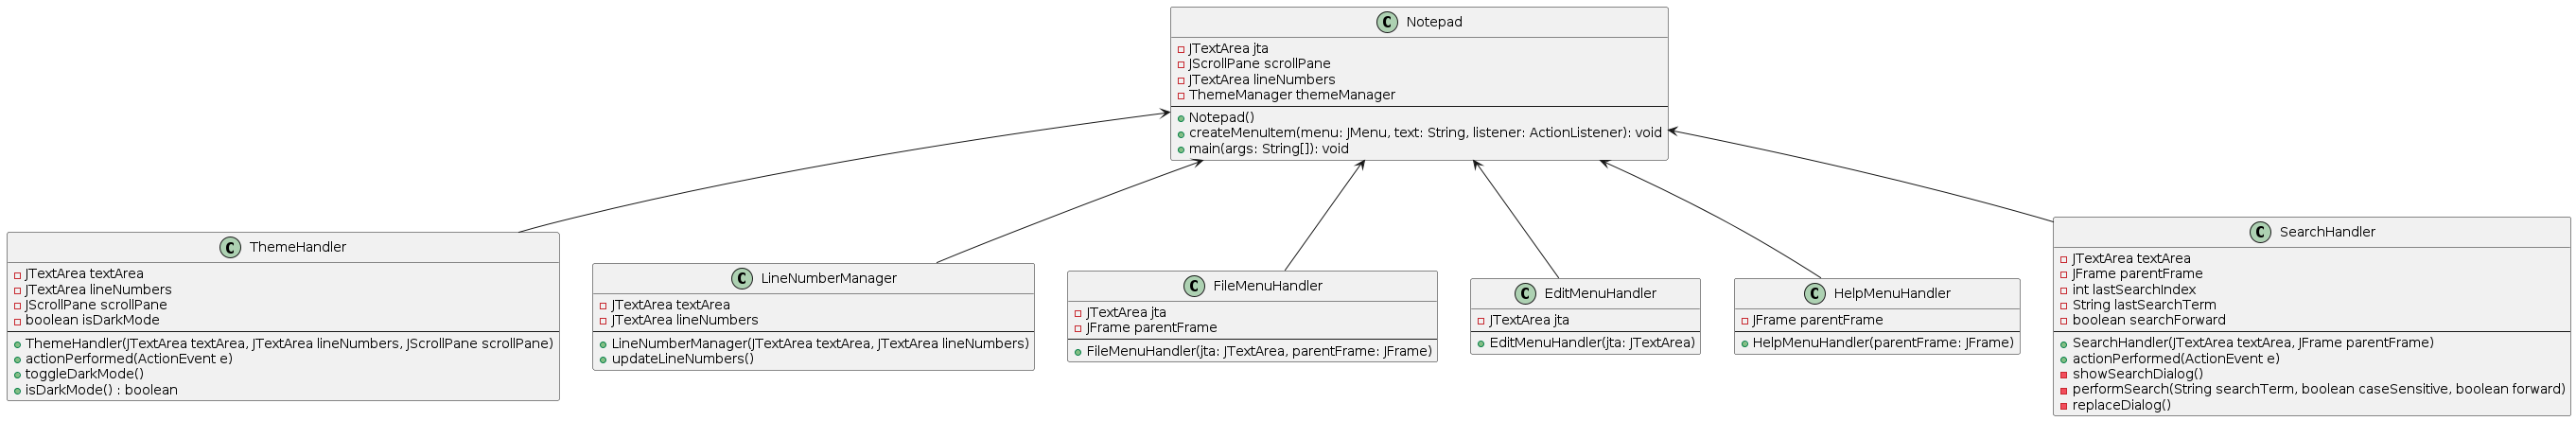 C Notepad
JTextArea jta
JScrollPane scrollPane
JTextArea lineNumbers
ThemeManager themeManager
Notepad()
createMenuItem(menu: JMenu, text: String, listener: ActionListener): void
main(args: String[]): void
C ThemeHandler
JTextArea textArea
JTextArea lineNumbers
JScrollPane scrollPane
boolean isDarkMode
ThemeHandler(JTextArea textArea, JTextArea lineNumbers, JScrollPane scrollPane)
actionPerformed(ActionEvent e)
toggleDarkMode()
isDarkMode() : boolean
C LineNumberManager
JTextArea textArea
JTextArea lineNumbers
LineNumberManager(JTextArea textArea, JTextArea lineNumbers)
updateLineNumbers()
C FileMenuHandler
JTextArea jta
JFrame parentFrame
FileMenuHandler(jta: JTextArea, parentFrame: JFrame)
C EditMenuHandler
JTextArea jta
EditMenuHandler(jta: JTextArea)
C HelpMenuHandler
JFrame parentFrame
HelpMenuHandler(parentFrame: JFrame)
C SearchHandler
JTextArea textArea
JFrame parentFrame
int lastSearchIndex
String lastSearchTerm
boolean searchForward
SearchHandler(JTextArea textArea, JFrame parentFrame)
actionPerformed(ActionEvent e)
showSearchDialog()
performSearch(String searchTerm, boolean caseSensitive, boolean forward)
replaceDialog()